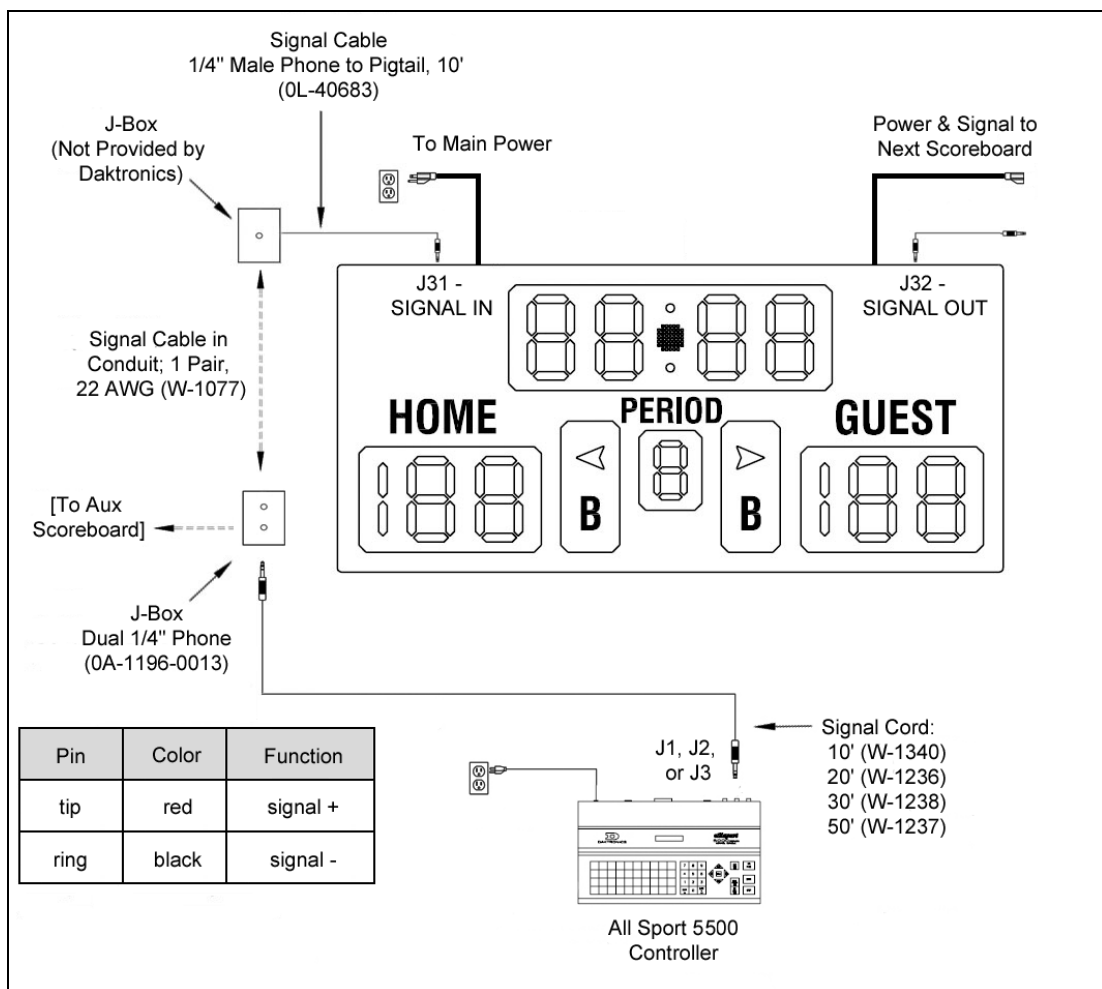 Signal Cable
1/4" Male Phone to Pigtail, 10'
(0L-40683)
J-Box
(Not Provided by
Daktronics)
To Main Power
Power & Signal to
Next Scoreboard
J31 -
SIGNAL IN
J32 -
SIGNAL OUT
Signal Cable in
Conduit; 1 Pair,
22 AWG (W-1077)
HOME
PERIOD
GUEST
B
B
[To Aux
Scoreboard]
J-Box
Dual 1/4" Phone
(0A-1196-0013)
Pin Color Function
tip red signal +
ring black signal -
J1, J2,
or J3
Signal Cord:
10' (W-1340)
20' (W-1236)
30' (W-1238)
50' (W-1237)
DAKTRONICS
All Sport 5500
Controller